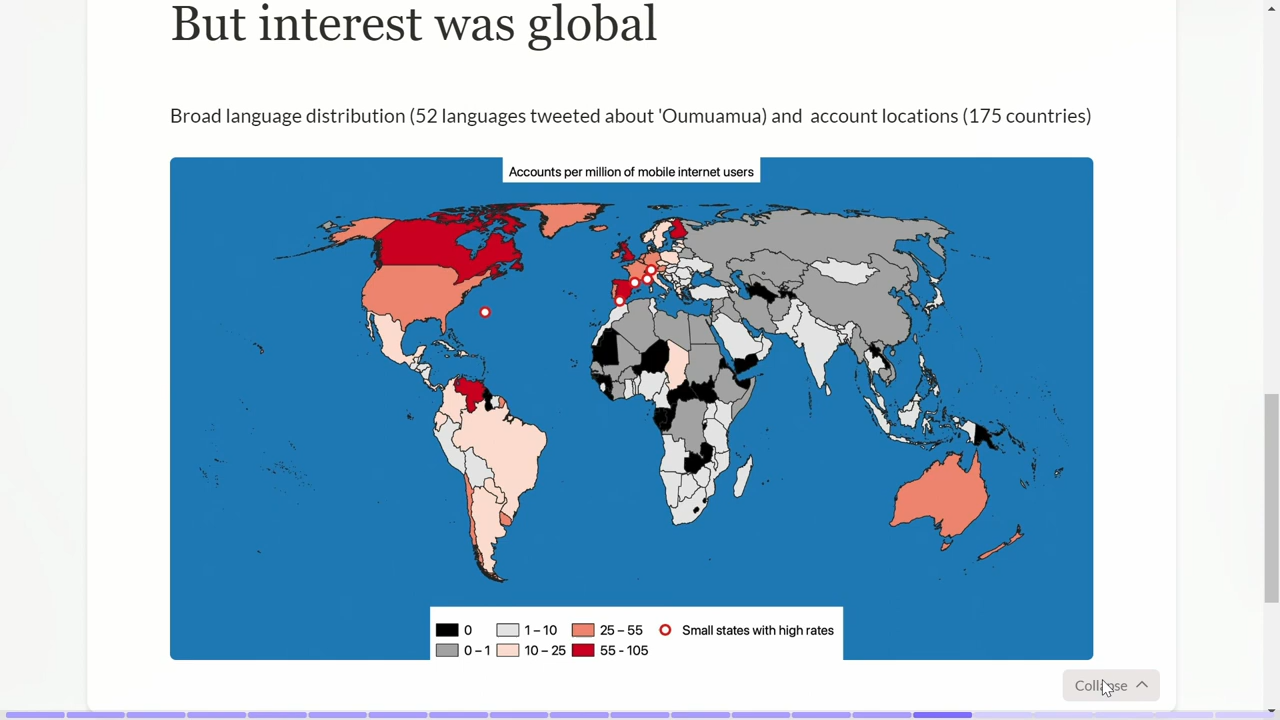 But interest was global
Broad language distribution (52 languages tweeted about 'Oumuamua) and  account locations (175 countries)
Accounts per million of mobile internet users
0 1 – 10 25 – 55 Small states with high rates
0 – 1 10 – 25 55 - 105
Collapse